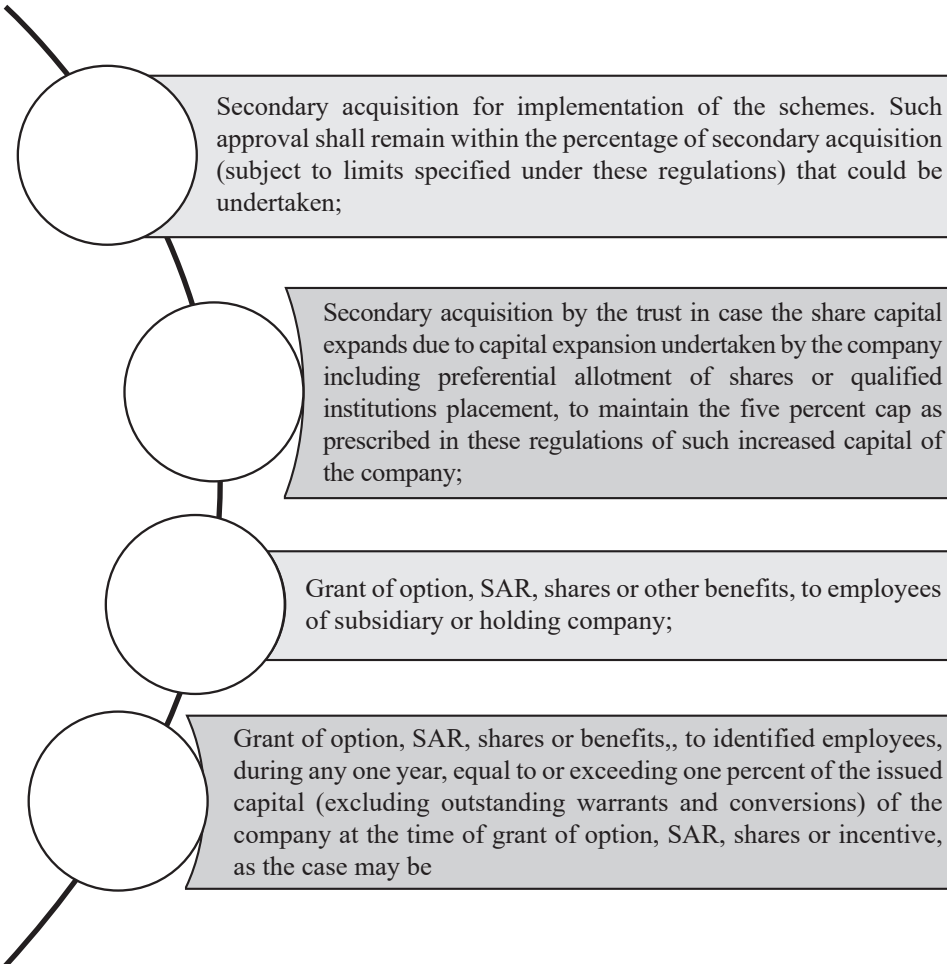 Secondary acquisition for implementation of the schemes. Such
approval shall remain within the percentage of secondary acquisition
(subject to limits specified under these regulations) that could be
undertaken;
Secondary acquisition by the trust in case the share capital
expands due to capital expansion undertaken by the company
including preferential allotment of shares or qualified
institutions placement, to maintain the five percent cap as
prescribed in these regulations of such increased capital of
the company;
Grant of option, SAR, shares or other benefits, to employees
of subsidiary or holding company;
Grant of option, SAR, shares or benefits,, to identified employees,
during any one year, equal to or exceeding one percent of the issued
capital (excluding outstanding warrants and conversions) of the
company at the time of grant of option, SAR, shares or incentive,
as the case may be